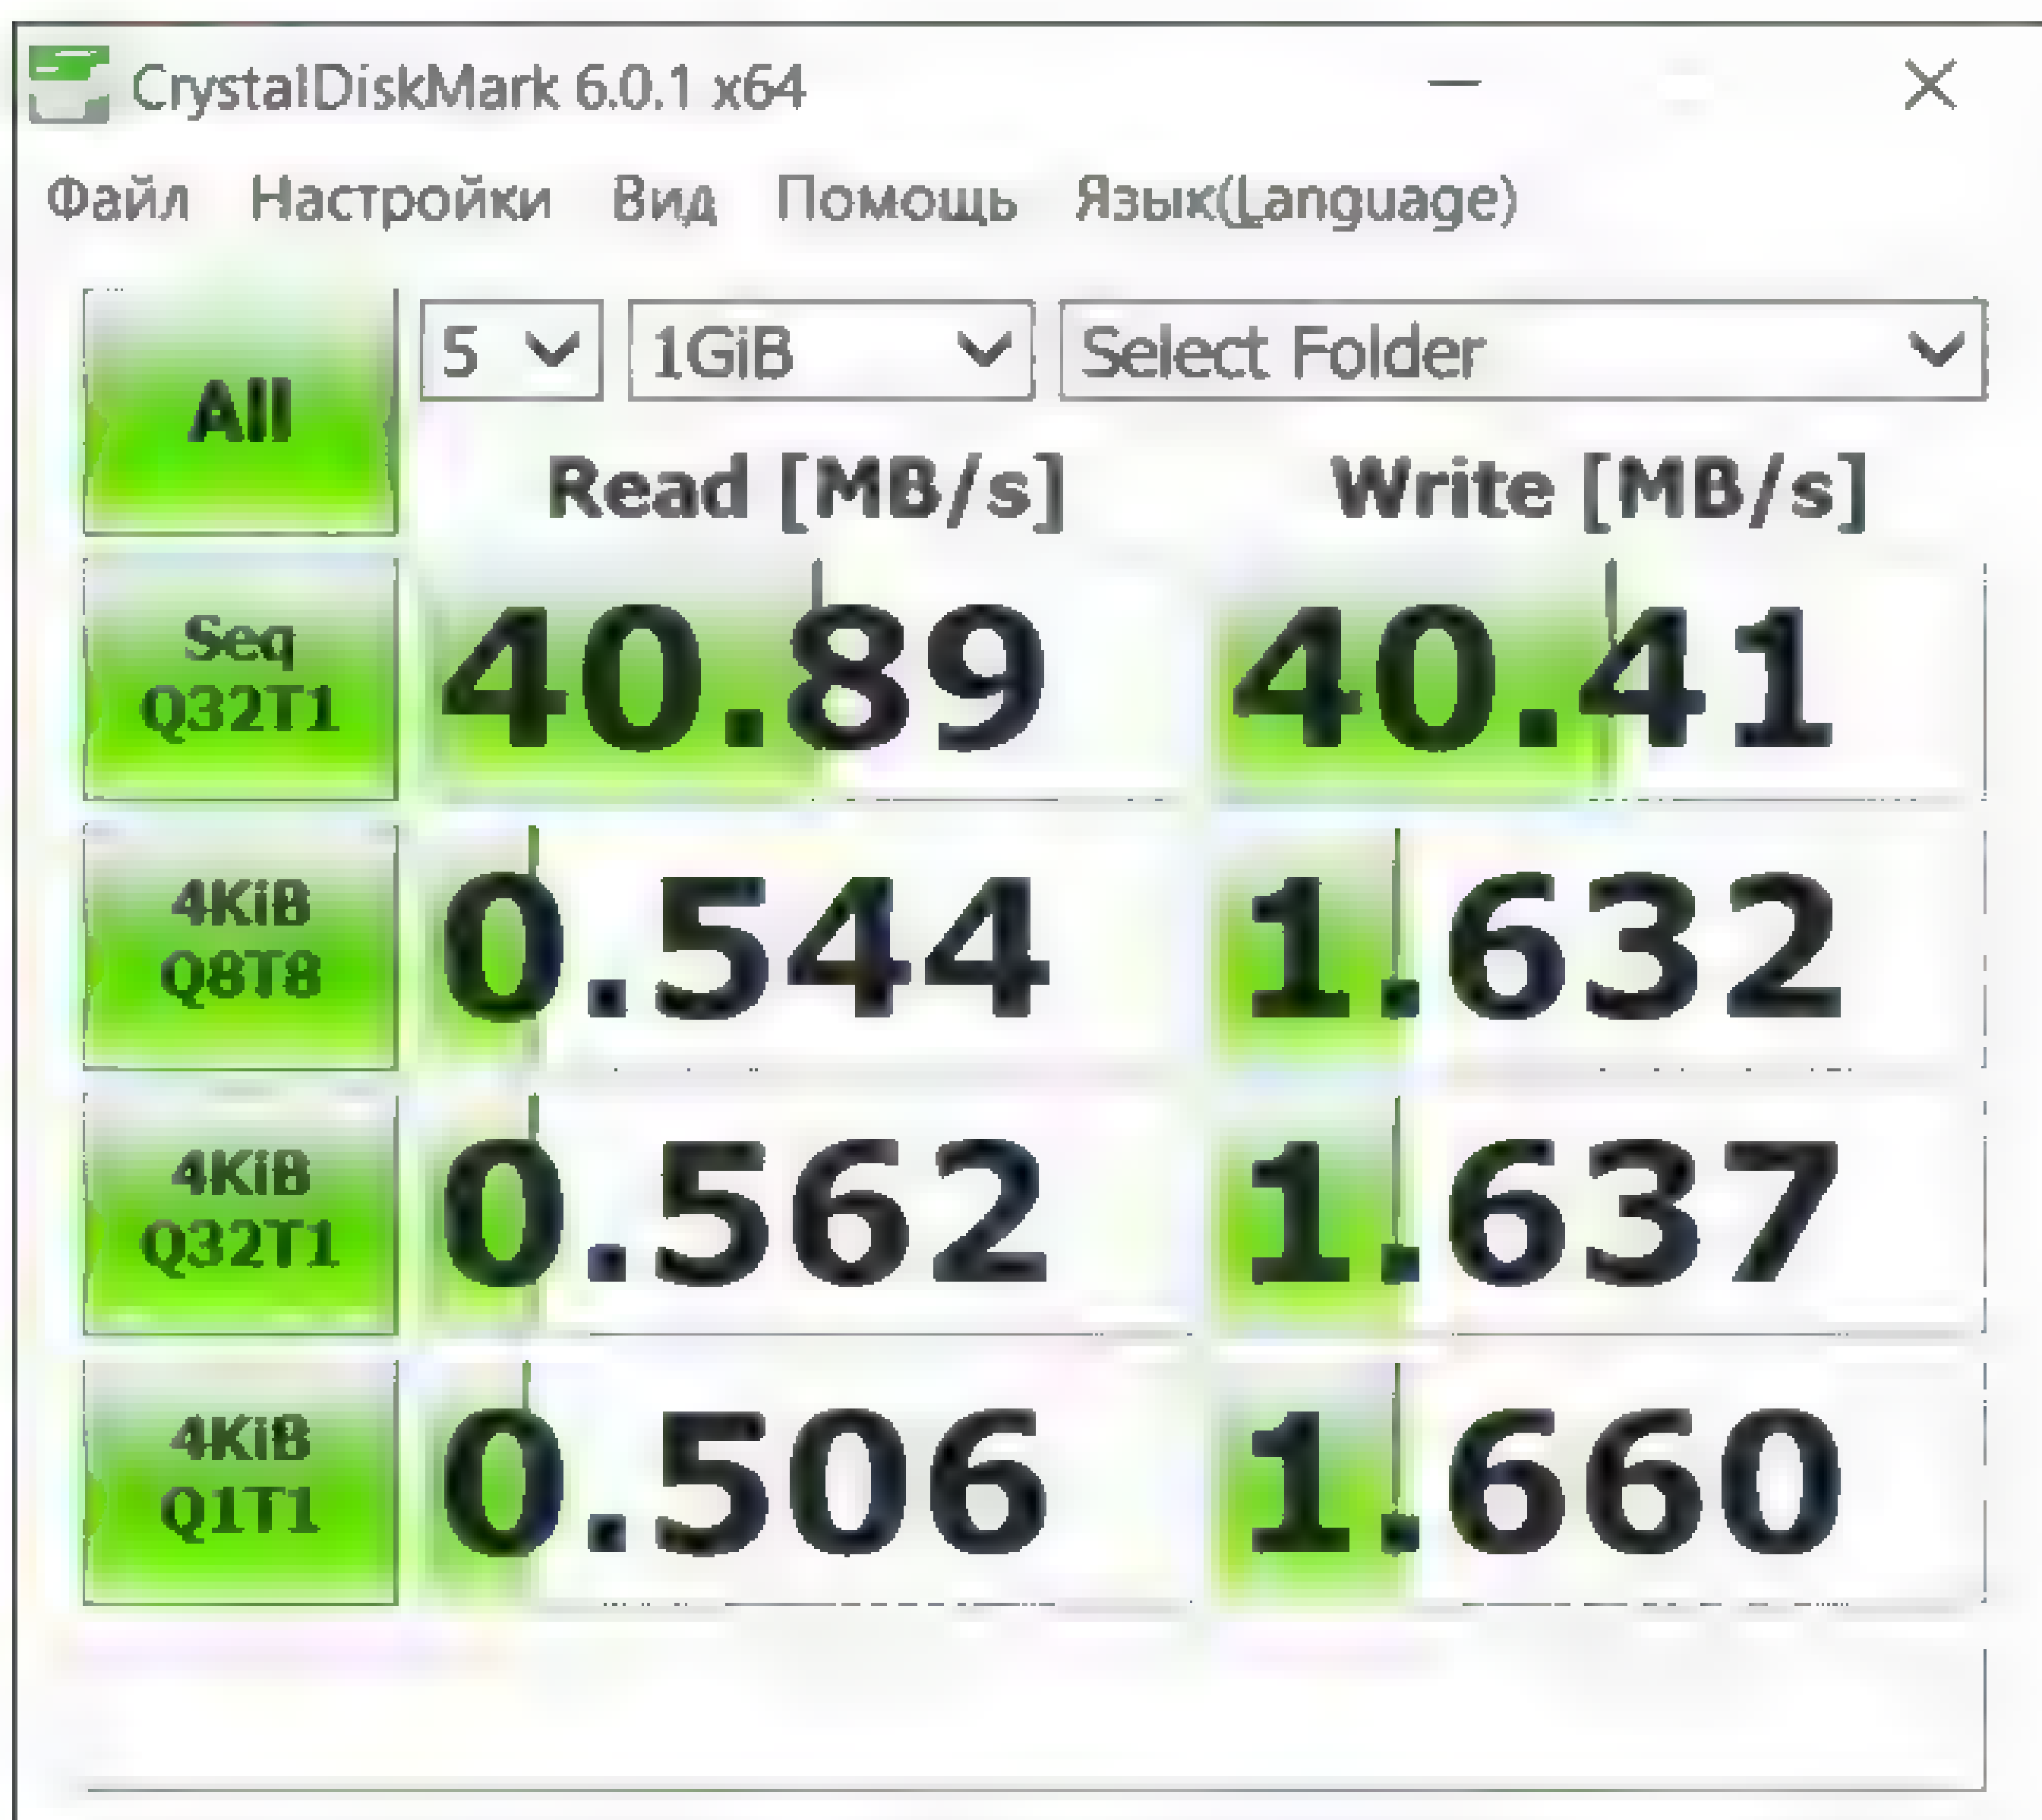 CrystalDiskMark 6.0.1 x64
Файл Настройки Вид Помощь Язык(Language)
All 5 1GiB Select Folder
Read [MB/s] Write [MB/s]
Seq Q32T1 40.89 40.41
4KiB Q8T8 0.544 1.632
4KiB Q32T1 0.562 1.637
4KiB Q1T1 0.506 1.660